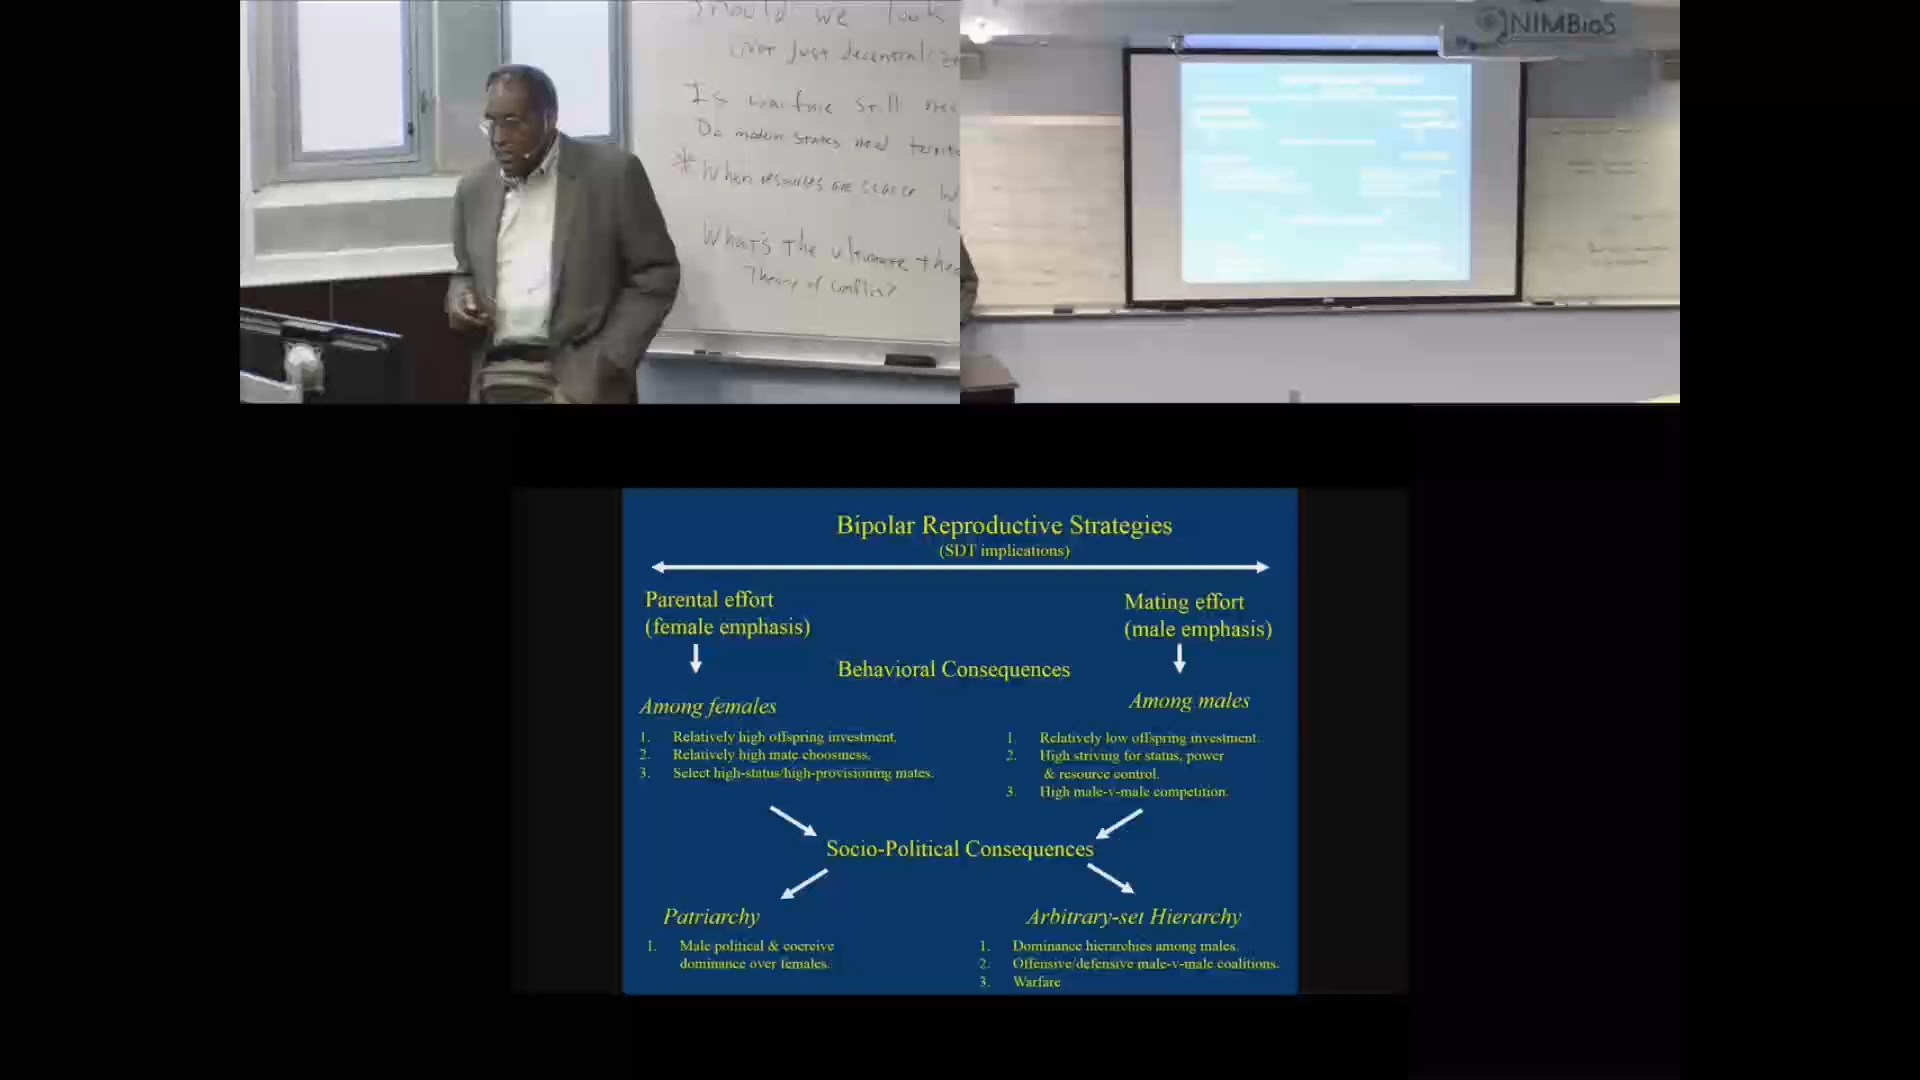 Should we look
not just decentraliz
Is warfare still nec
Do modern states need territo
* When resources are scarce
What's the ultimate the
Theory of Conflict?
NIMBioS
Bipolar Reproductive Strategies
(SDT implications)
Parental effort
(female emphasis)
Mating effort
(male emphasis)
Behavioral Consequences
Among females
Among males
1. Relatively high offspring investment.
2. Relatively high mate choosiness.
3. Select high-status/high-provisioning mates.
1. Relatively low offspring investment.
2. High striving for status, power
& resource control.
3. High male-v-male competition.
Socio-Political Consequences
Patriarchy
Arbitrary-set Hierarchy
1. Male political & coercive
dominance over females.
1. Dominance hierarchies among males.
2. Offensive/defensive male-v-male coalitions.
3. Warfare